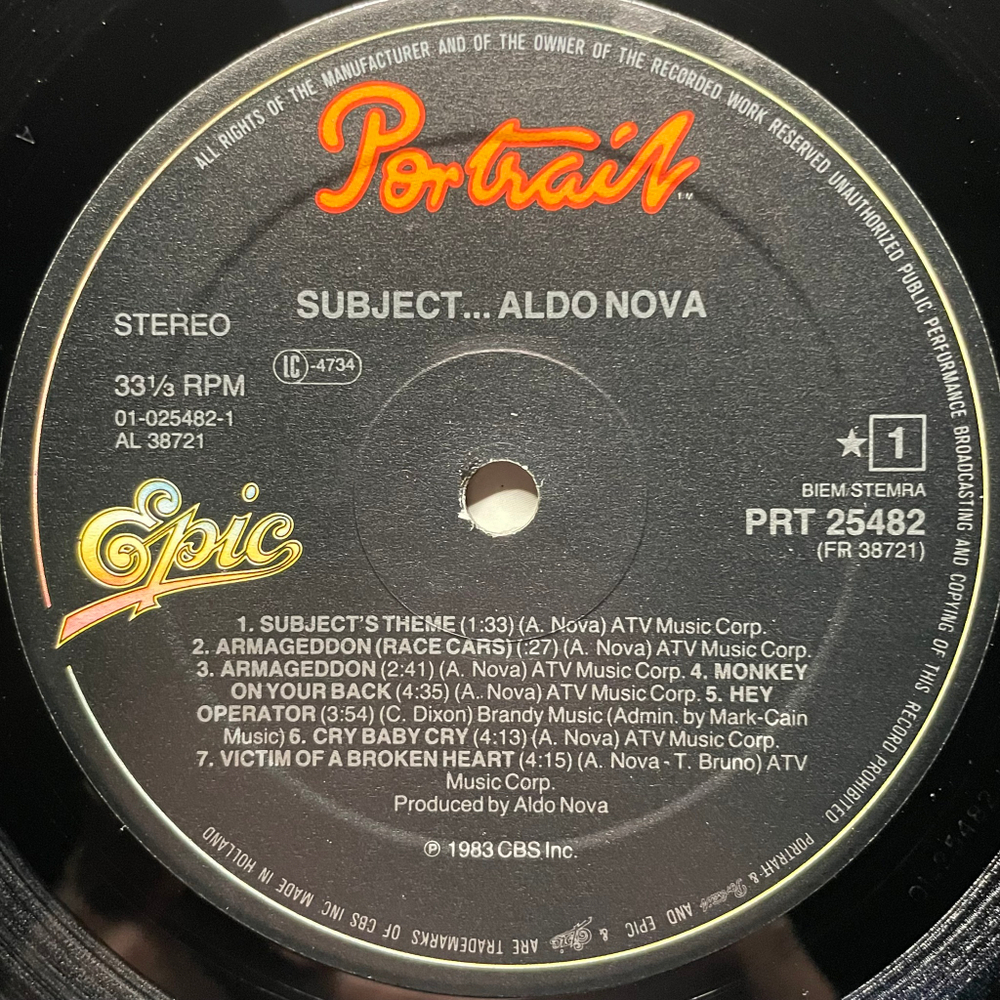 ALL RIGHTS OF THE MANUFACTURER AND OF THE OWNER OF THE RECORDED WORK RESERVED UNAUTHORIZED PUBLIC PERFORMANCE BROADCASTING AND COPYING OF THIS RECORD PROHIBITED
Portrait TM
SUBJECT... ALDO NOVA
STEREO
LC-4734
33⅓ RPM
01-025482-1
AL 38721
★ 1
BIEM/STEMRA
PRT 25482
(FR 38721)
Epic
1. SUBJECT'S THEME (1:33) (A. Nova) ATV Music Corp.
2. ARMAGEDDON (RACE CARS) (:27) (A. Nova) ATV Music Corp.
3. ARMAGEDDON (2:41) (A. Nova) ATV Music Corp. 4. MONKEY
ON YOUR BACK (4:35) (A. Nova) ATV Music Corp. 5. HEY
OPERATOR (3:54) (C. Dixon) Brandy Music (Admin. by Mark-Cain
Music) 6. CRY BABY CRY (4:13) (A. Nova) ATV Music Corp.
7. VICTIM OF A BROKEN HEART (4:15) (A. Nova - T. Bruno) ATV
Music Corp.
Produced by Aldo Nova
℗ 1983 CBS Inc.
PORTRAIT & Portrait AND EPIC & Epic ARE TRADEMARKS OF CBS INC. MADE IN HOLLAND